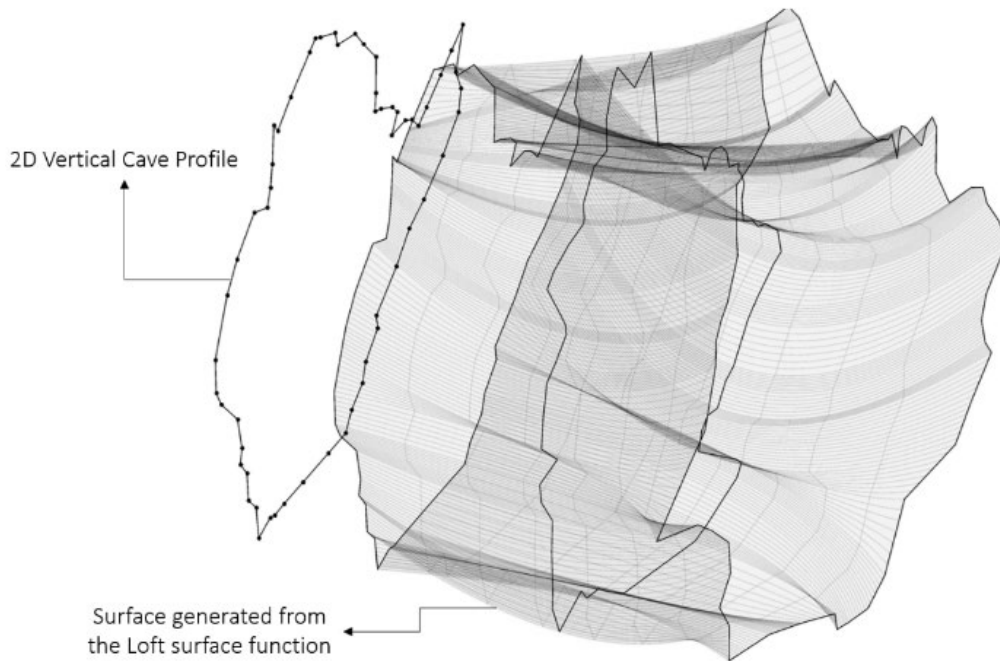 2D Vertical Cave Profile
Surface generated from
the Loft surface function